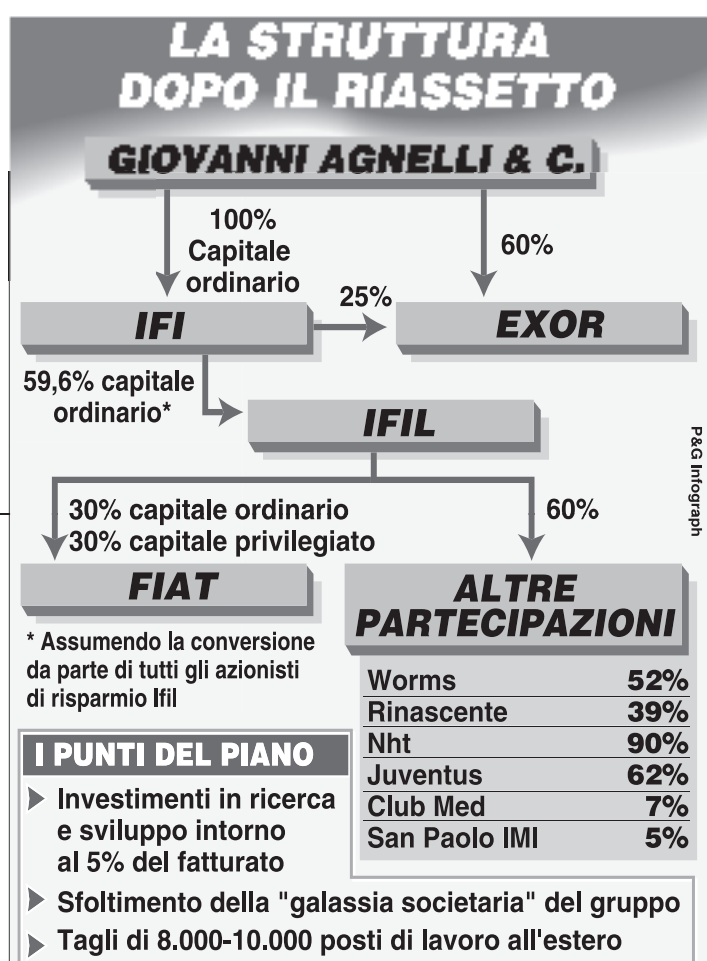 LA STRUTTURA
DOPO IL RIASSETTO
GIOVANNI AGNELLI & C.
100%
Capitale
ordinario
60%
25%
IFI
EXOR
59,6% capitale
ordinario*
IFIL
30% capitale ordinario
30% capitale privilegiato
60%
FIAT
ALTRE
PARTECIPAZIONI
* Assumendo la conversione
da parte di tutti gli azionisti
di risparmio Ifil
Worms 52%
Rinascente 39%
Nht 90%
Juventus 62%
Club Med 7%
San Paolo IMI 5%
I PUNTI DEL PIANO
Investimenti in ricerca
e sviluppo intorno
al 5% del fatturato
Sfoltimento della "galassia societaria" del gruppo
Tagli di 8.000-10.000 posti di lavoro all'estero
P&G Infograph